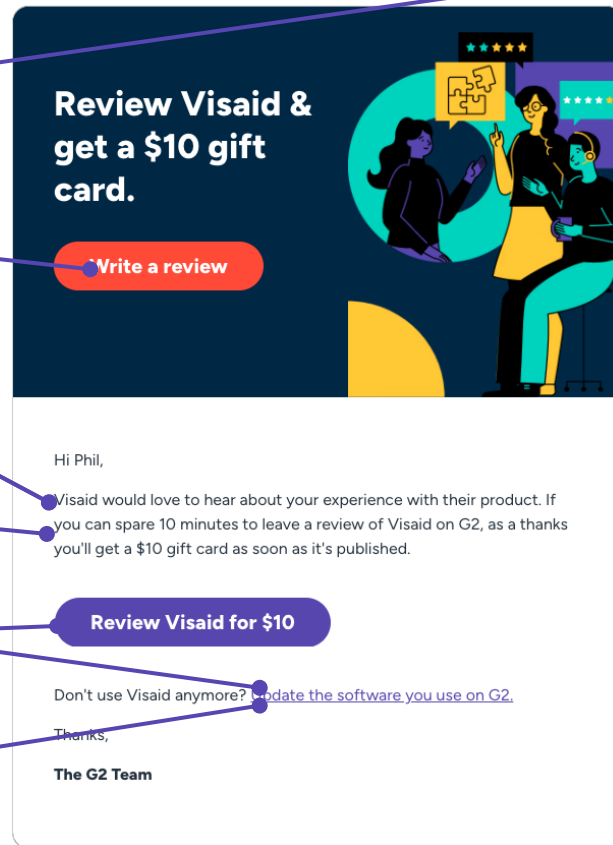 Review Visaid &
get a $10 gift
card.
Write a review
Hi Phil,
Visaid would love to hear about your experience with their product. If
you can spare 10 minutes to leave a review of Visaid on G2, as a thanks
you'll get a $10 gift card as soon as it's published.
Review Visaid for $10
Don't use Visaid anymore? Update the software you use on G2.
Thanks,
The G2 Team